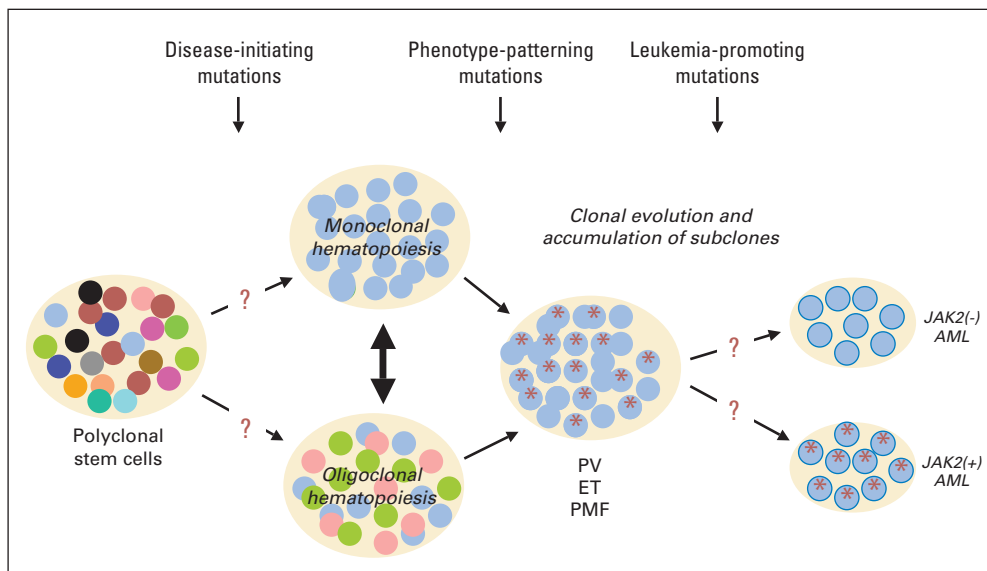 Disease-initiating
mutations
Phenotype-patterning
mutations
Leukemia-promoting
mutations
Monoclonal
hematopoiesis
Clonal evolution and
accumulation of subclones
?
?
Polyclonal
stem cells
Oligoclonal
hematopoiesis
* *
* * * *
*
* * *
*
* *
*
*
PV
ET
PMF
?
?
JAK2(-)
AML
* *
* * *
*
* * *
JAK2(+)
AML